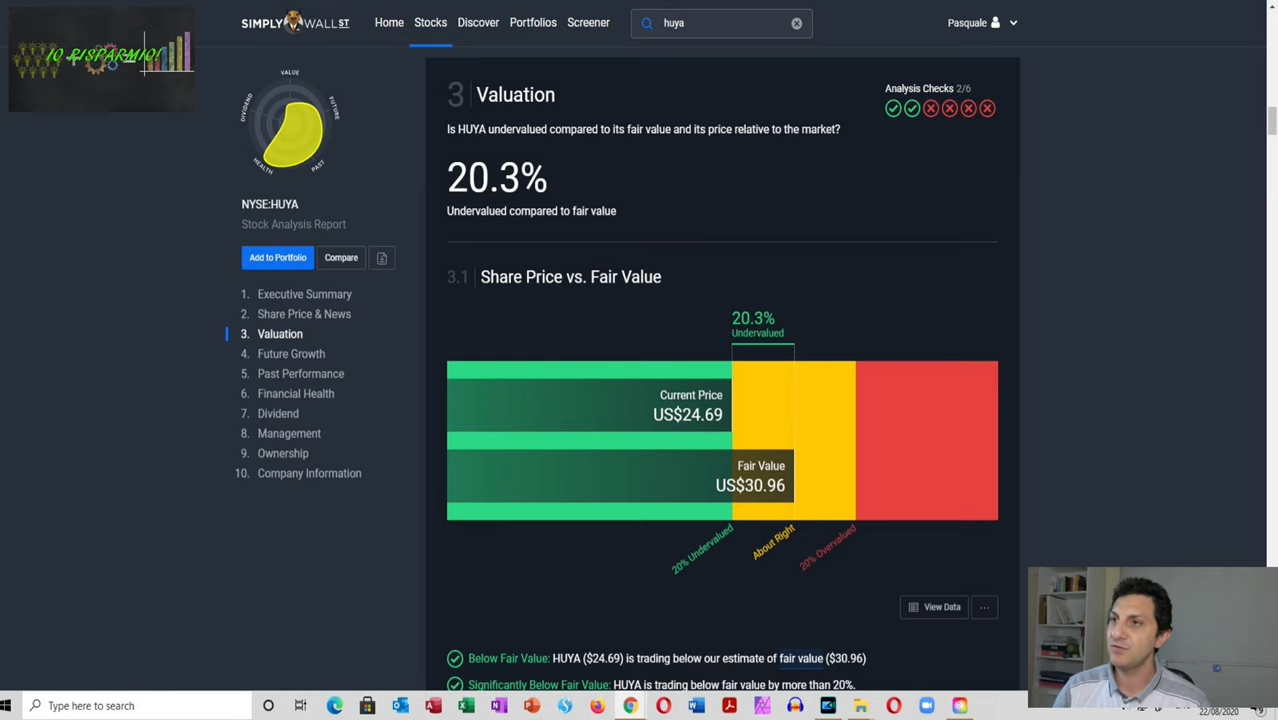 SIMPLY WALL ST
Home
Stocks
Discover
Portfolios
Screener
huya
Pasquale
IO RISPARMIO!
VALUE
FUTURE
PAST
HEALTH
DIVIDEND
NYSE:HUYA
Stock Analysis Report
Add to Portfolio
Compare
1. Executive Summary
2. Share Price & News
3. Valuation
4. Future Growth
5. Past Performance
6. Financial Health
7. Dividend
8. Management
9. Ownership
10. Company Information
3 Valuation
Analysis Checks 2/6
Is HUYA undervalued compared to its fair value and its price relative to the market?
20.3%
Undervalued compared to fair value
3.1 Share Price vs. Fair Value
20.3%
Undervalued
Current Price
US$24.69
Fair Value
US$30.96
20% Undervalued
About Right
20% Overvalued
View Data
...
Below Fair Value: HUYA ($24.69) is trading below our estimate of fair value ($30.96)
Significantly Below Fair Value: HUYA is trading below fair value by more than 20%.
Type here to search
22/08/2020